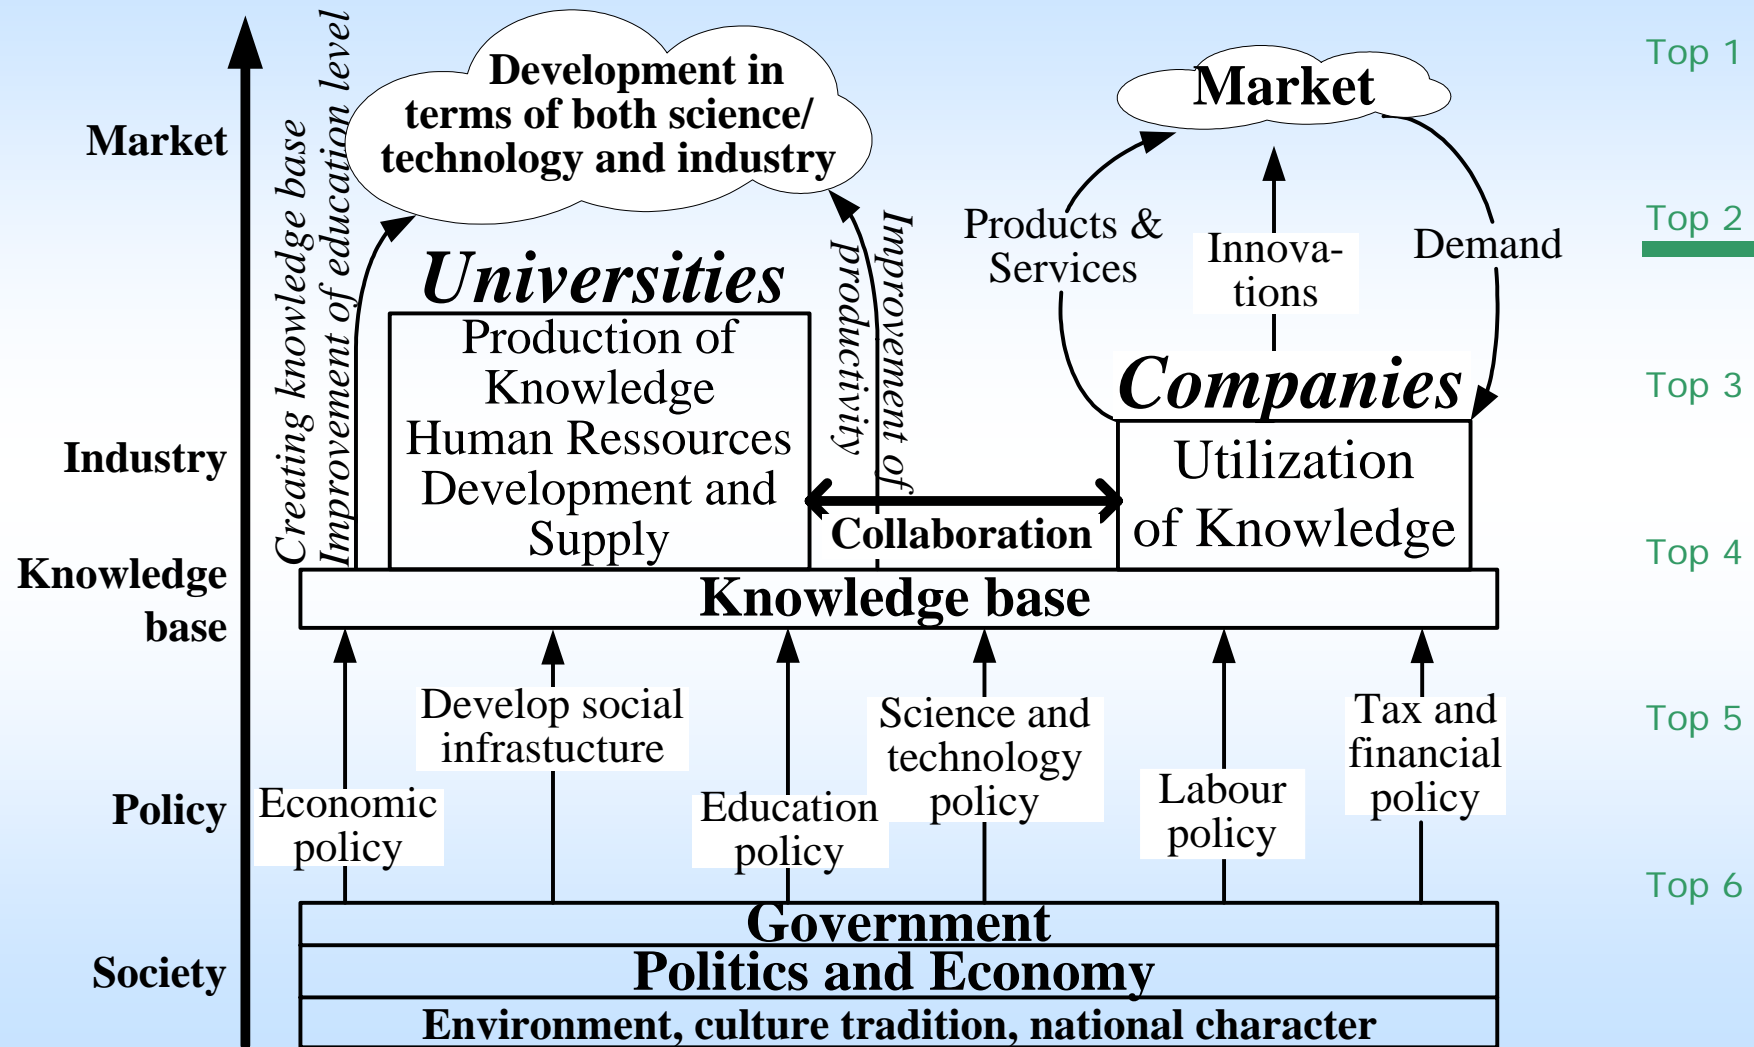 Market
Industry
Knowledge
base
Policy
Society
Creating knowledge base
Improvement of education level
Development in
terms of both science/
technology and industry
Universities
Production of
Knowledge
Human Ressources
Development and
Supply
Improvement of
productivity
Collaboration
Market
Products &
Services
Innova-
tions
Demand
Companies
Utilization
of Knowledge
Knowledge base
Economic
policy
Develop social
infrastucture
Education
policy
Science and
technology
policy
Labour
policy
Tax and
financial
policy
Government
Politics and Economy
Environment, culture tradition, national character
Top 1
Top 2
Top 3
Top 4
Top 5
Top 6